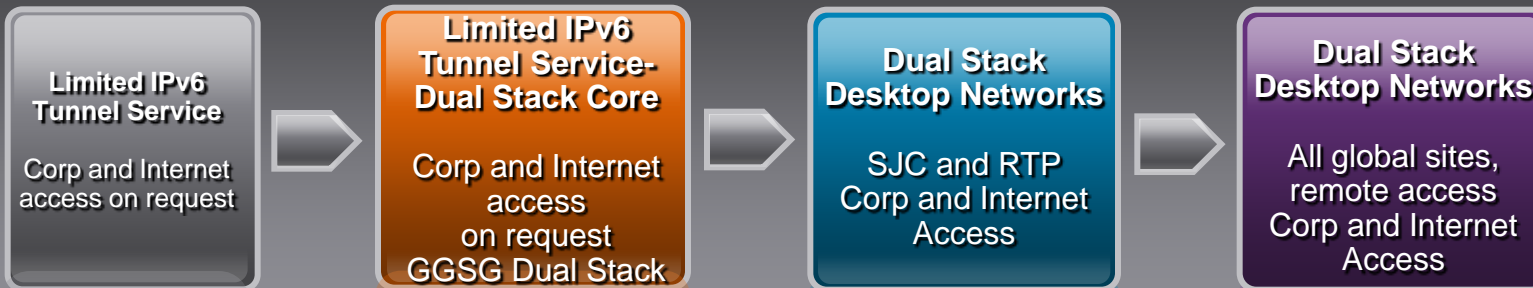 Limited IPv6
Tunnel Service
Corp and Internet
access on request
Limited IPv6
Tunnel Service-
Dual Stack Core
Corp and Internet
access
on request
GGSG Dual Stack
Dual Stack
Desktop Networks
SJC and RTP
Corp and Internet
Access
Dual Stack
Desktop Networks
All global sites,
remote access
Corp and Internet
Access